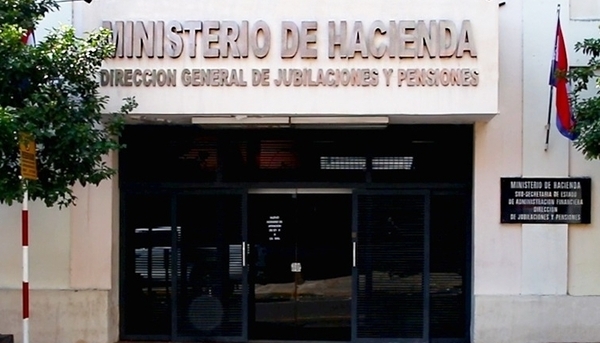 MINISTERIO DE HACIENDA
DIRECCION GENERAL DE JUBILACIONES Y PENSIONES
MINISTERIO DE HACIENDA
SUB-SECRETARIA DE ESTADO
DE ADMINISTRACION FINANCIERA
DIRECCION
DE JUBILACIONES Y PENSIONES